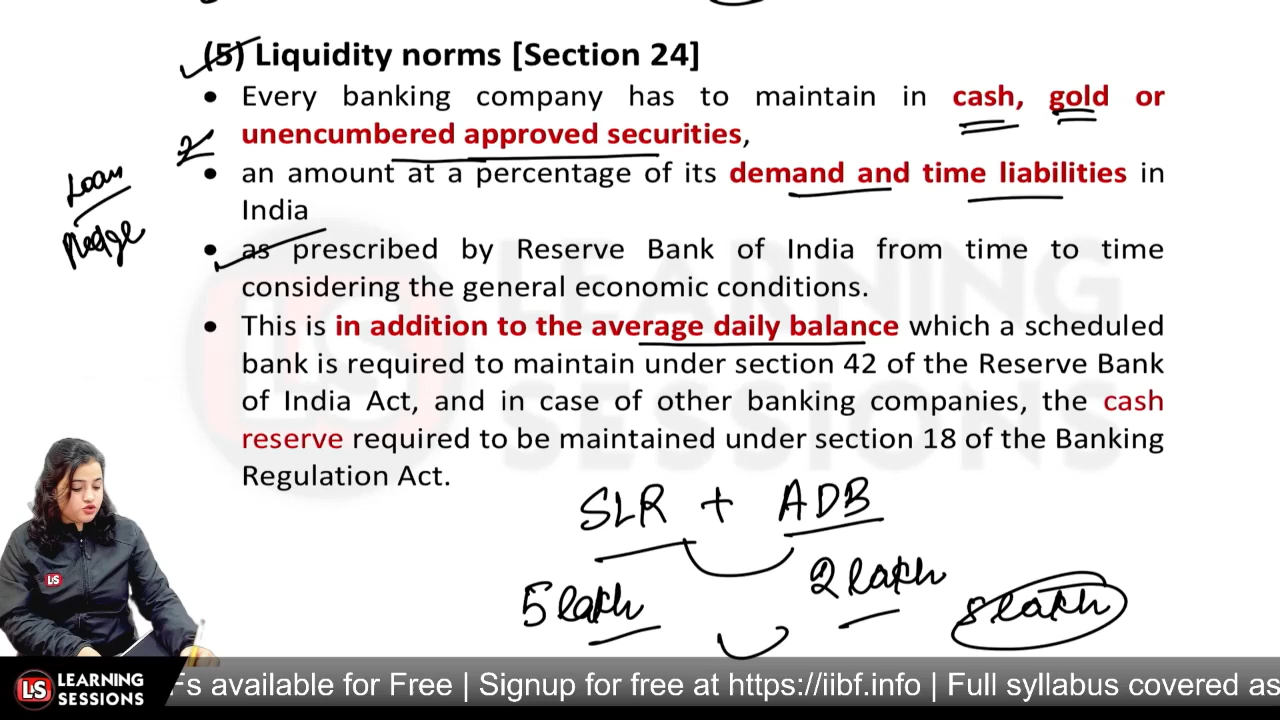 (5) Liquidity norms [Section 24]
• Every banking company has to maintain in cash, gold or
unencumbered approved securities,
• an amount at a percentage of its demand and time liabilities in
India
• as prescribed by Reserve Bank of India from time to time
considering the general economic conditions.
• This is in addition to the average daily balance which a scheduled
bank is required to maintain under section 42 of the Reserve Bank
of India Act, and in case of other banking companies, the cash
reserve required to be maintained under section 18 of the Banking
Regulation Act.
Loan
Pledge
SLR + ADB
5 lakh
2 lakh
8 lakh
LS LEARNING
SESSIONS
LS
LS LEARNING
SESSIONS
Fs available for Free | Signup for free at https://iibf.info | Full syllabus covered as